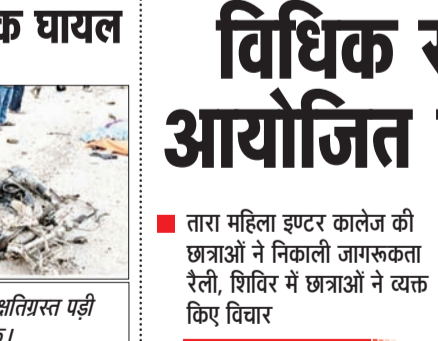 घायल
विधिक
आयोजित
तारा महिला इण्टर कालेज की
छात्राओं ने निकाली जागरूकता
रैली, शिविर में छात्राओं ने व्यक्त
किए विचार
क्षतिग्रस्त पड़ी